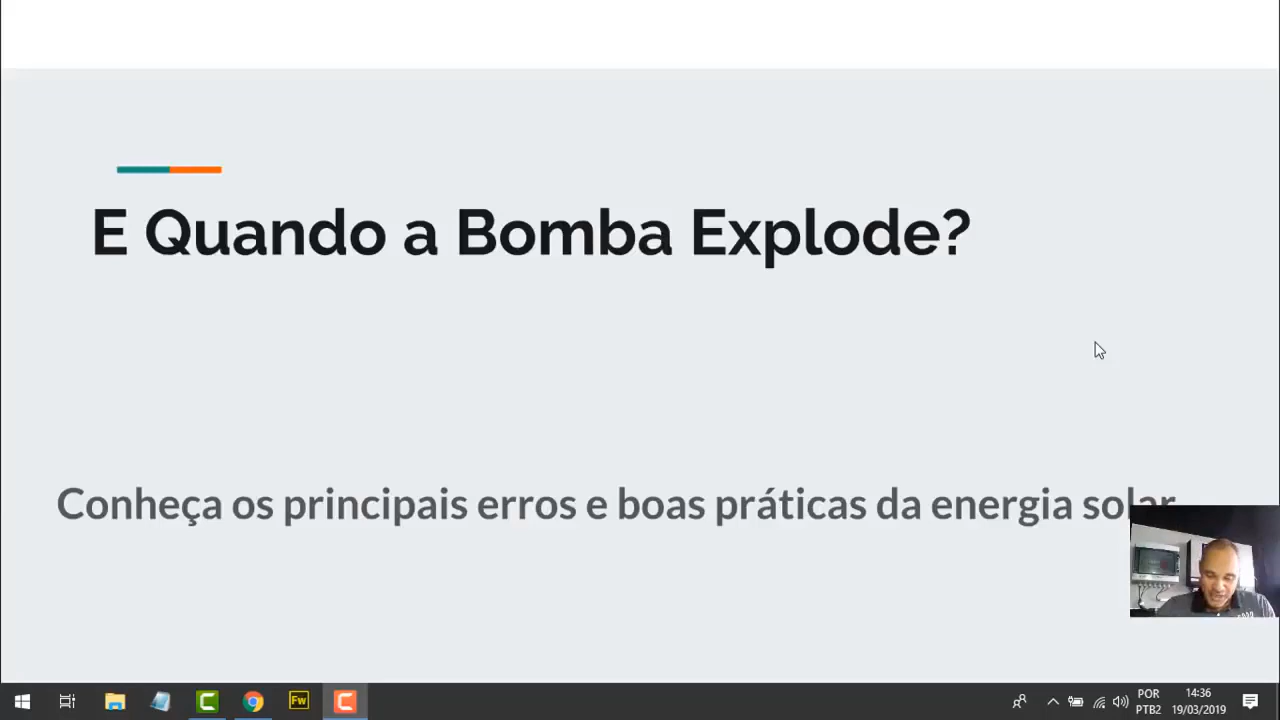 E Quando a Bomba Explode?
Conheça os principais erros e boas práticas da energia solar
Fw
POR
PTB2
14:36
19/03/2019